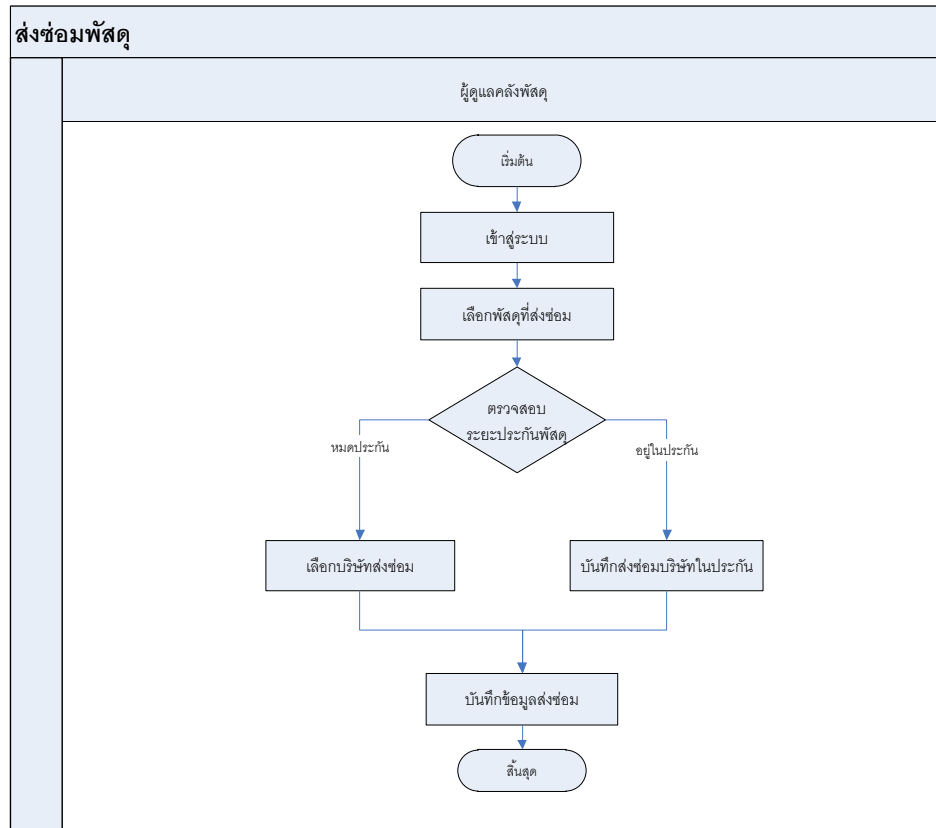 ส่งซ่อมพัสดุ
ผู้ดูแลคลังพัสดุ
เริ่มต้น
เข้าสู่ระบบ
เลือกพัสดุที่ส่งซ่อม
ตรวจสอบ
ระยะประกันพัสดุ
หมดประกัน
อยู่ในประกัน
เลือกบริษัทส่งซ่อม
บันทึกส่งซ่อมบริษัทในประกัน
บันทึกข้อมูลส่งซ่อม
สิ้นสุด